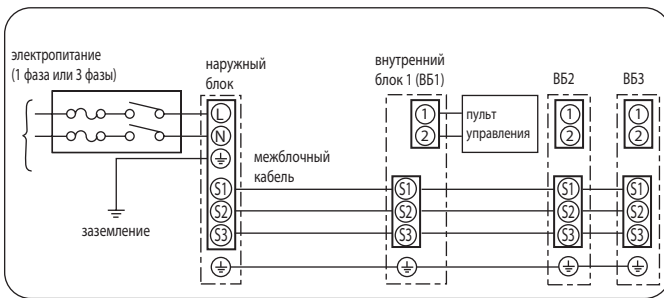 электропитание
(1 фаза или 3 фазы)
наружный
блок
внутренний
блок 1 (ВБ1)
ВБ2
ВБ3
L
N
1
2
пульт
управления
1
2
1
2
межблочный
кабель
заземление
S1
S2
S3
S1
S2
S3
S1
S2
S3
S1
S2
S3